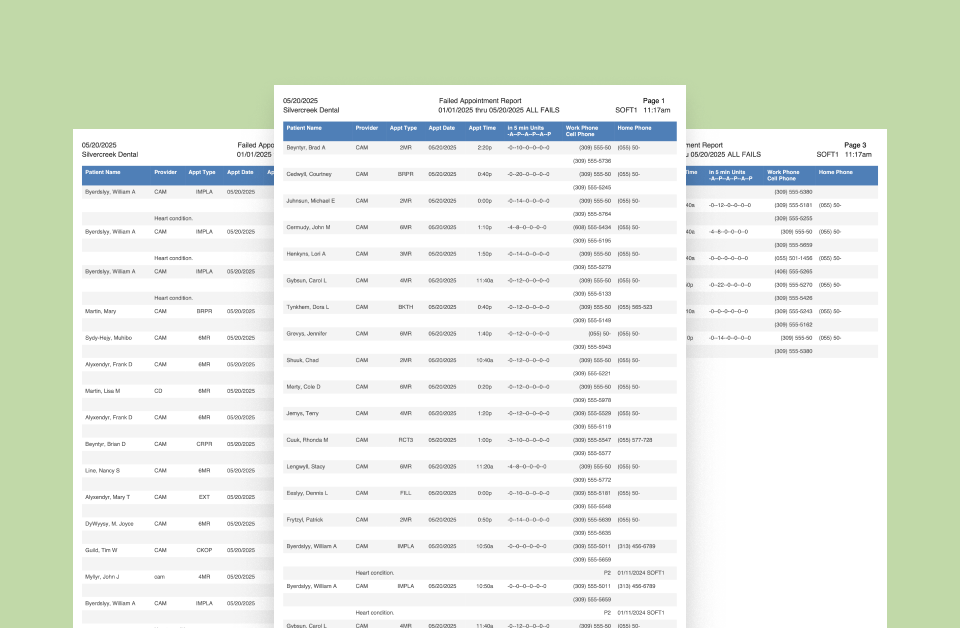 05/20/2025 Failed Appo
Silvercreek Dental 01/01/2025
Patient Name Provider Appt Type Appt Date Ap
Byerdslyy, William A CAM IMPLA 05/20/2025
Heart condition.
Byerdslyy, William A CAM IMPLA 05/20/2025
Heart condition.
Byerdslyy, William A CAM IMPLA 05/20/2025
Heart condition.
Martin, Mary CAM BRPR 05/20/2025
Sydy-Hejy, Muhibo CAM 6MR 05/20/2025
Alyxendyr, Frank D CAM 6MR 05/20/2025
Martin, Lisa M CD 6MR 05/20/2025
Alyxendyr, Frank D CAM 6MR 05/20/2025
Beyntyr, Brian D CAM CRPR 05/20/2025
Line, Nancy S CAM 6MR 05/20/2025
Alyxendyr, Mary T CAM EXT 05/20/2025
DyWyysy, M. Joyce CAM 6MR 05/20/2025
Guild, Tim W CAM CKOP 05/20/2025
Myllyr, John J cam 4MR 05/20/2025
Byerdslyy, William A CAM IMPLA 05/20/2025
05/20/2025 Failed Appointment Report Page 1
Silvercreek Dental 01/01/2025 thru 05/20/2025 ALL FAILS SOFT1 11:17am
Patient Name Provider Appt Type Appt Date Appt Time in 5 min Units Work Phone Home Phone
-A--P--A--P--A--P Cell Phone
Beyntyr, Brad A CAM 2MR 05/20/2025 2:20p -0--10--0--0--0--0 (309) 555-50 (055) 50-
(309) 555-5736
Cedwyll, Courtney CAM BRPR 05/20/2025 0:40p -0--20--0--0--0--0 (309) 555-50 (055) 50-
(309) 555-5245
Juhnsun, Michael E CAM 2MR 05/20/2025 0:00p -0--14--0--0--0--0 (309) 555-50 (055) 50-
(309) 555-5764
Cermudy, John M CAM 6MR 05/20/2025 1:10p -4--8--0--0--0--0 (608) 555-5434 (055) 50-
(309) 555-5195
Henkyns, Lori A CAM 3MR 05/20/2025 1:50p -0--14--0--0--0--0 (309) 555-50 (055) 50-
(309) 555-5279
Gybsun, Carol L CAM 4MR 05/20/2025 11:40a -0--12--0--0--0--0 (309) 555-50 (055) 50-
(309) 555-5133
Tynkhem, Dora L CAM BKTH 05/20/2025 0:40p -0--12--0--0--0--0 (309) 555-50 (055) 585-523
(309) 555-5149
Grevys, Jennifer CAM 6MR 05/20/2025 1:40p -0--12--0--0--0--0 (055) 50- (055) 50-
(309) 555-5943
Shuuk, Chad CAM 2MR 05/20/2025 10:40a -0--12--0--0--0--0 (309) 555-50 (055) 50-
(309) 555-5221
Merty, Cole D CAM 6MR 05/20/2025 0:20p -0--12--0--0--0--0 (309) 555-50 (055) 50-
(309) 555-5978
Jemys, Terry CAM 4MR 05/20/2025 1:20p -0--12--0--0--0--0 (309) 555-5529 (055) 50-
(309) 555-5119
Cuuk, Rhonda M CAM RCT3 05/20/2025 1:00p -3--10--0--0--0--0 (309) 555-5547 (055) 577-728
(309) 555-5577
Lengwyll, Stacy CAM 6MR 05/20/2025 11:20a -4--8--0--0--0--0 (309) 555-50 (055) 50-
(309) 555-5772
Eestyy, Dennis L CAM FILL 05/20/2025 0:00p -0--10--0--0--0--0 (309) 555-5181 (055) 50-
(309) 555-5548
Frytzyl, Patrick CAM 2MR 05/20/2025 0:50p -0--14--0--0--0--0 (309) 555-5639 (055) 50-
(309) 555-5635
Byerdslyy, William A CAM IMPLA 05/20/2025 10:50a -0--0--0--0--0--0 (309) 555-5011 (313) 456-6789
(309) 555-5659
Heart condition. P2 01/11/2024 SOFT1
Byerdslyy, William A CAM IMPLA 05/20/2025 10:50a -0--0--0--0--0--0 (309) 555-5011 (313) 456-6789
(309) 555-5659
Heart condition. P2 01/11/2024 SOFT1
Gybsun, Carol L CAM 4MR 05/20/2025 11:40a -0--12--0--0--0--0 (309) 555-50 (055) 50-
ment Report Page 3
u 05/20/2025 ALL FAILS SOFT1 11:17am
Time in 5 min Units Work Phone Home Phone
-A--P--A--P--A--P Cell Phone
(309) 555-5380
40a -0--12--0--0--0--0 (309) 555-5181 (055) 50-
(309) 555-5255
40a -4--8--0--0--0--0 (309) 555-50 (055) 50-
(309) 555-5659
00a -0--14--0--0--0--0 (055) 501-1456 (055) 50-
(406) 555-5265
00p -0--22--0--0--0--0 (309) 555-5270 (055) 50-
(309) 555-5426
10a -0--0--0--0--0--0 (309) 555-5243 (055) 50-
(309) 555-5162
0p -0--14--0--0--0--0 (309) 555-50 (055) 50-
(309) 555-5380